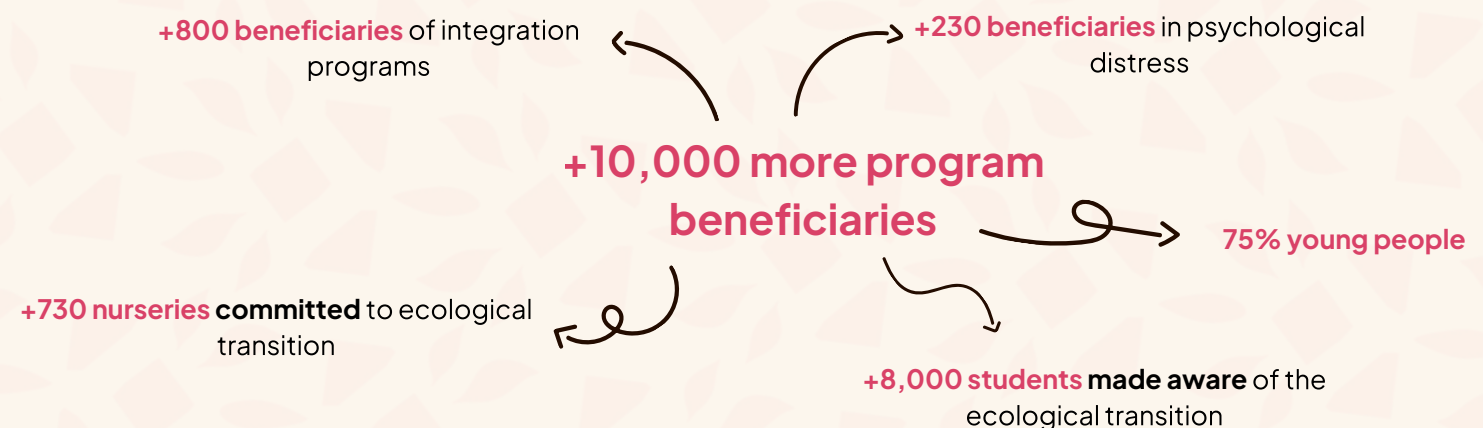 +800 beneficiaries of integration
programs
+230 beneficiaries in psychological
distress
+10,000 more program
beneficiaries
75% young people
+730 nurseries committed to ecological
transition
+8,000 students made aware of the
ecological transition